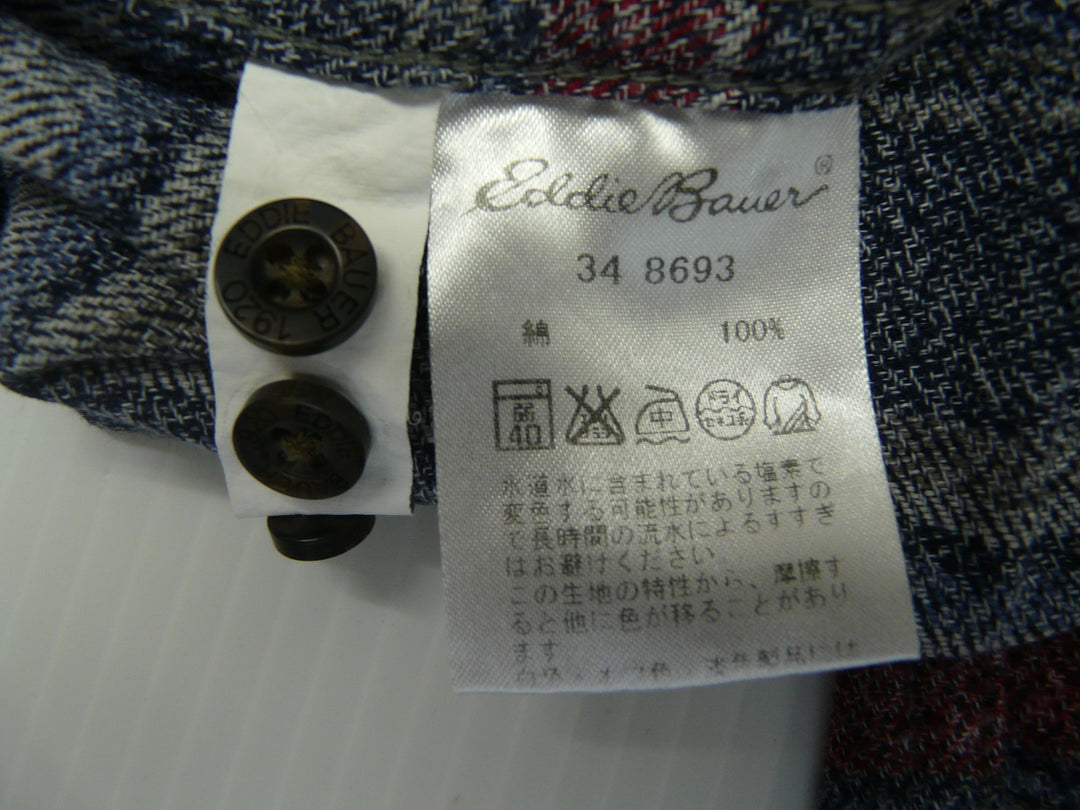 EDDIE BAUER 1920
EDDIE BAUER
Eddie Bauer®
34 8693
綿 100%
弱 40
中
ドライ
セキユ系
水道水に含まれている塩素で
変色する可能性がありますの
で長時間の流水によるすすぎ
はお避けください
この生地の特性から、摩擦す
ると他に色が移ることがあり
ます